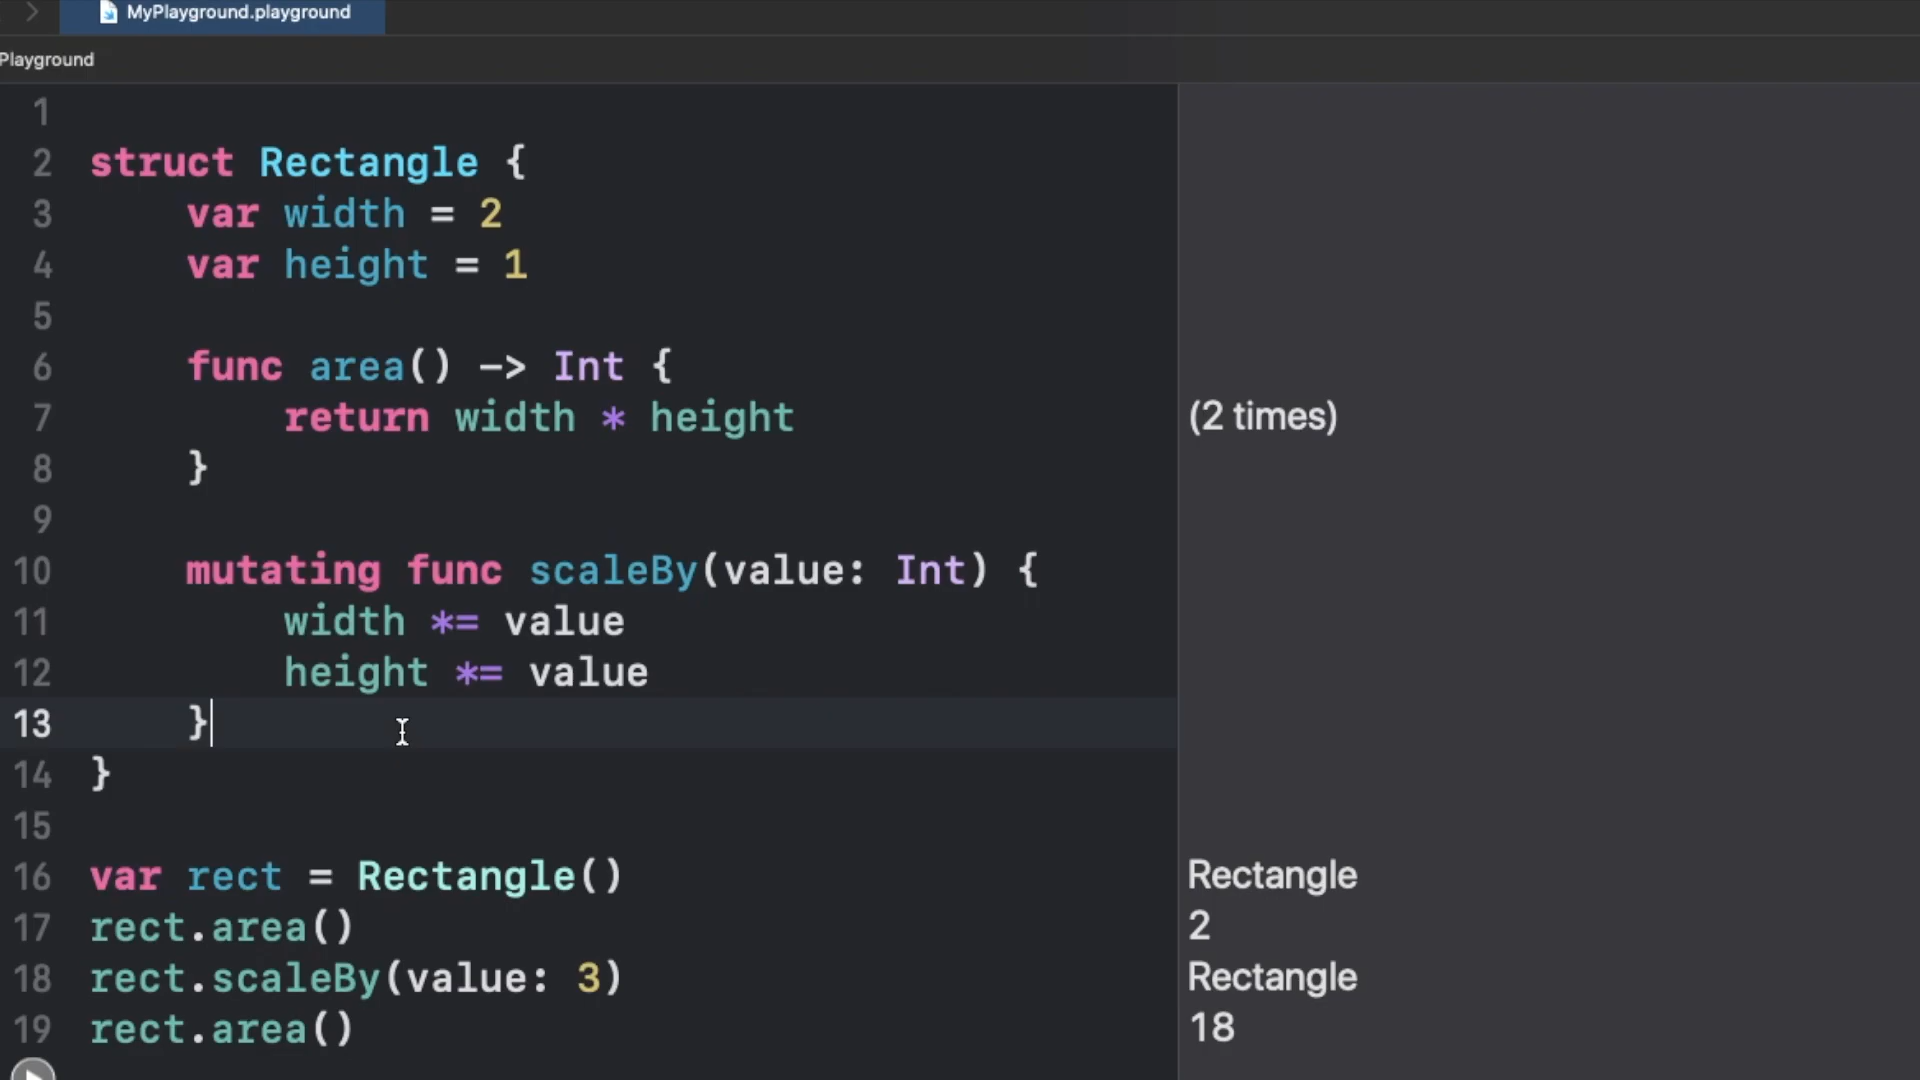 MyPlayground.playground
Playground
1
2 struct Rectangle {
3 var width = 2
4 var height = 1
5
6 func area() -> Int {
7 return width * height (2 times)
8 }
9
10 mutating func scaleBy(value: Int) {
11 width *= value
12 height *= value
13 }
14 }
15
16 var rect = Rectangle() Rectangle
17 rect.area() 2
18 rect.scaleBy(value: 3) Rectangle
19 rect.area() 18